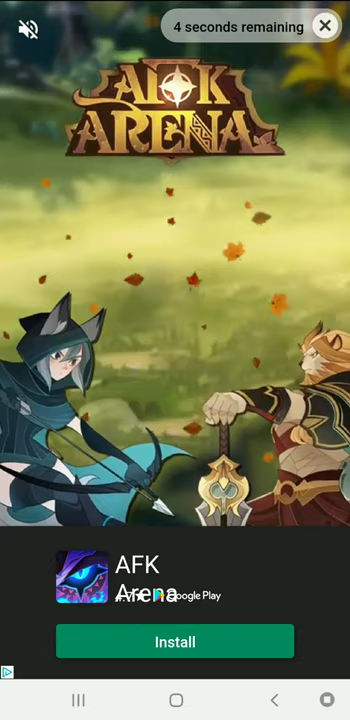 4 seconds remaining
AFK
ARENA
AFK
Arena
Google Play
Install